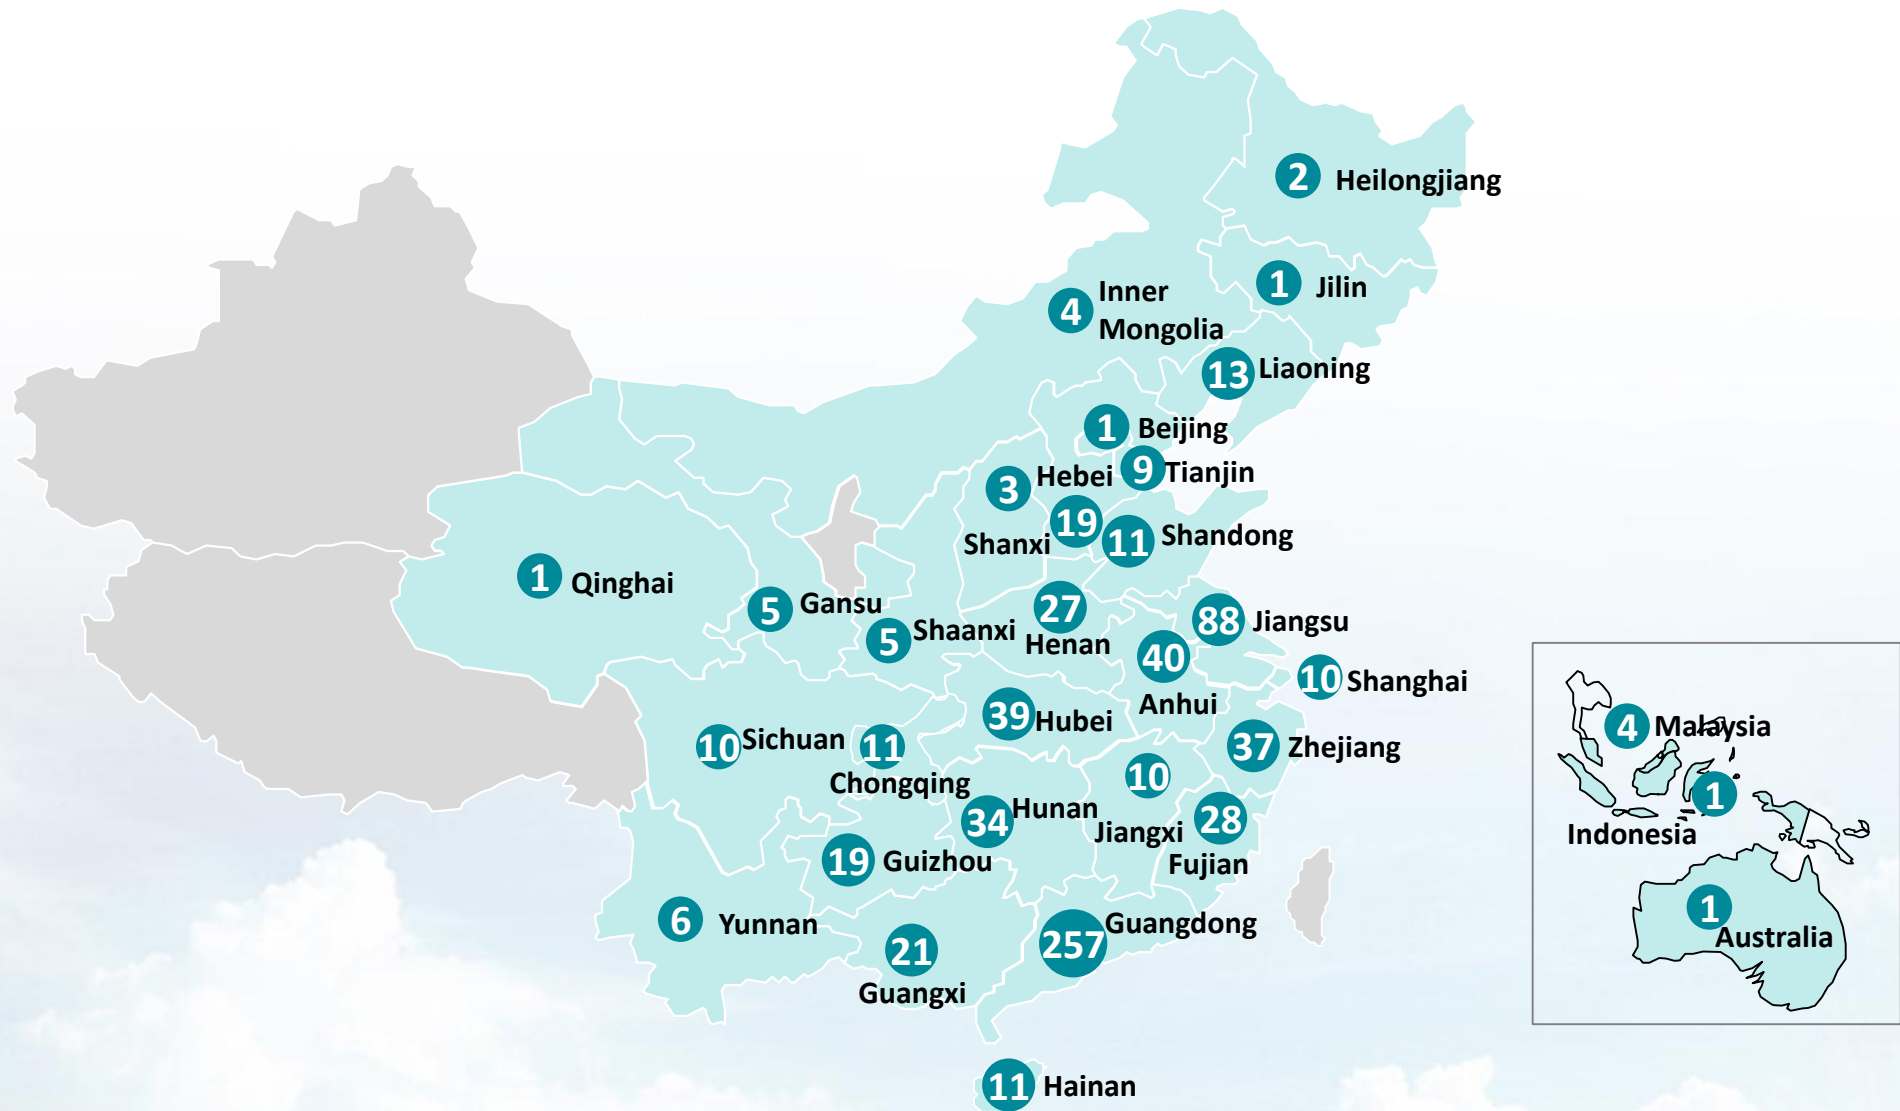 2 Heilongjiang
1 Jilin
4 Inner
Mongolia
13 Liaoning
1 Beijing
9 Tianjin
3 Hebei
19
Shanxi
11 Shandong
1 Qinghai
5 Gansu
5 Shaanxi
27
Henan
88 Jiangsu
40
Anhui
10 Shanghai
39 Hubei
10 Sichuan
11
Chongqing
37 Zhejiang
10
Jiangxi
34 Hunan
28
Fujian
19 Guizhou
6 Yunnan
21
Guangxi
257 Guangdong
11 Hainan
4 Malaysia
1
Indonesia
1
Australia